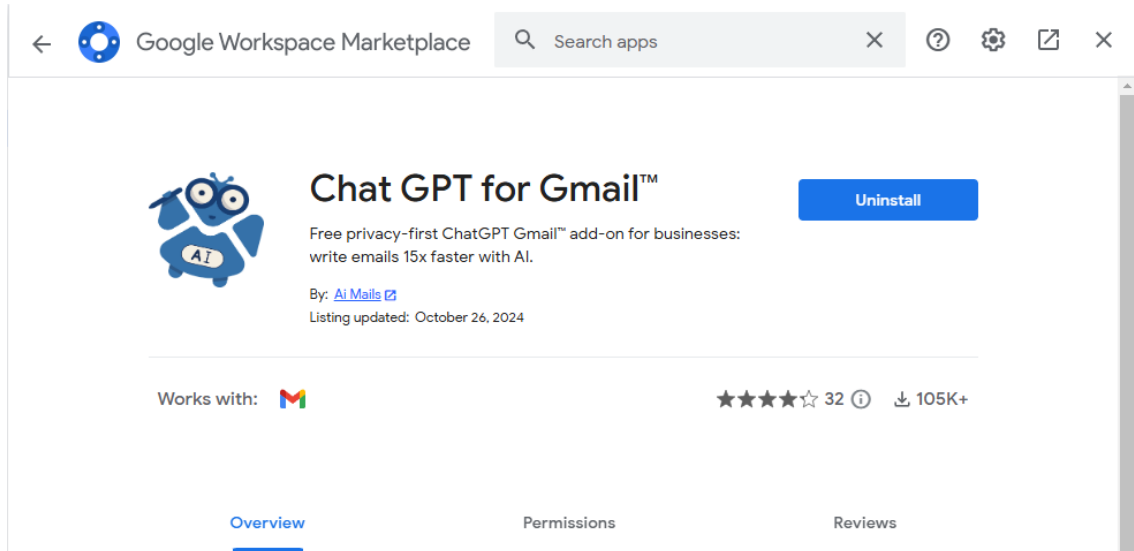 Google Workspace Marketplace
Search apps
Chat GPT for Gmail™
Uninstall
Free privacy-first ChatGPT Gmail™ add-on for businesses:
write emails 15x faster with AI.
AI
By: Ai Mails
Listing updated: October 26, 2024
Works with:
32
105K+
Overview
Permissions
Reviews